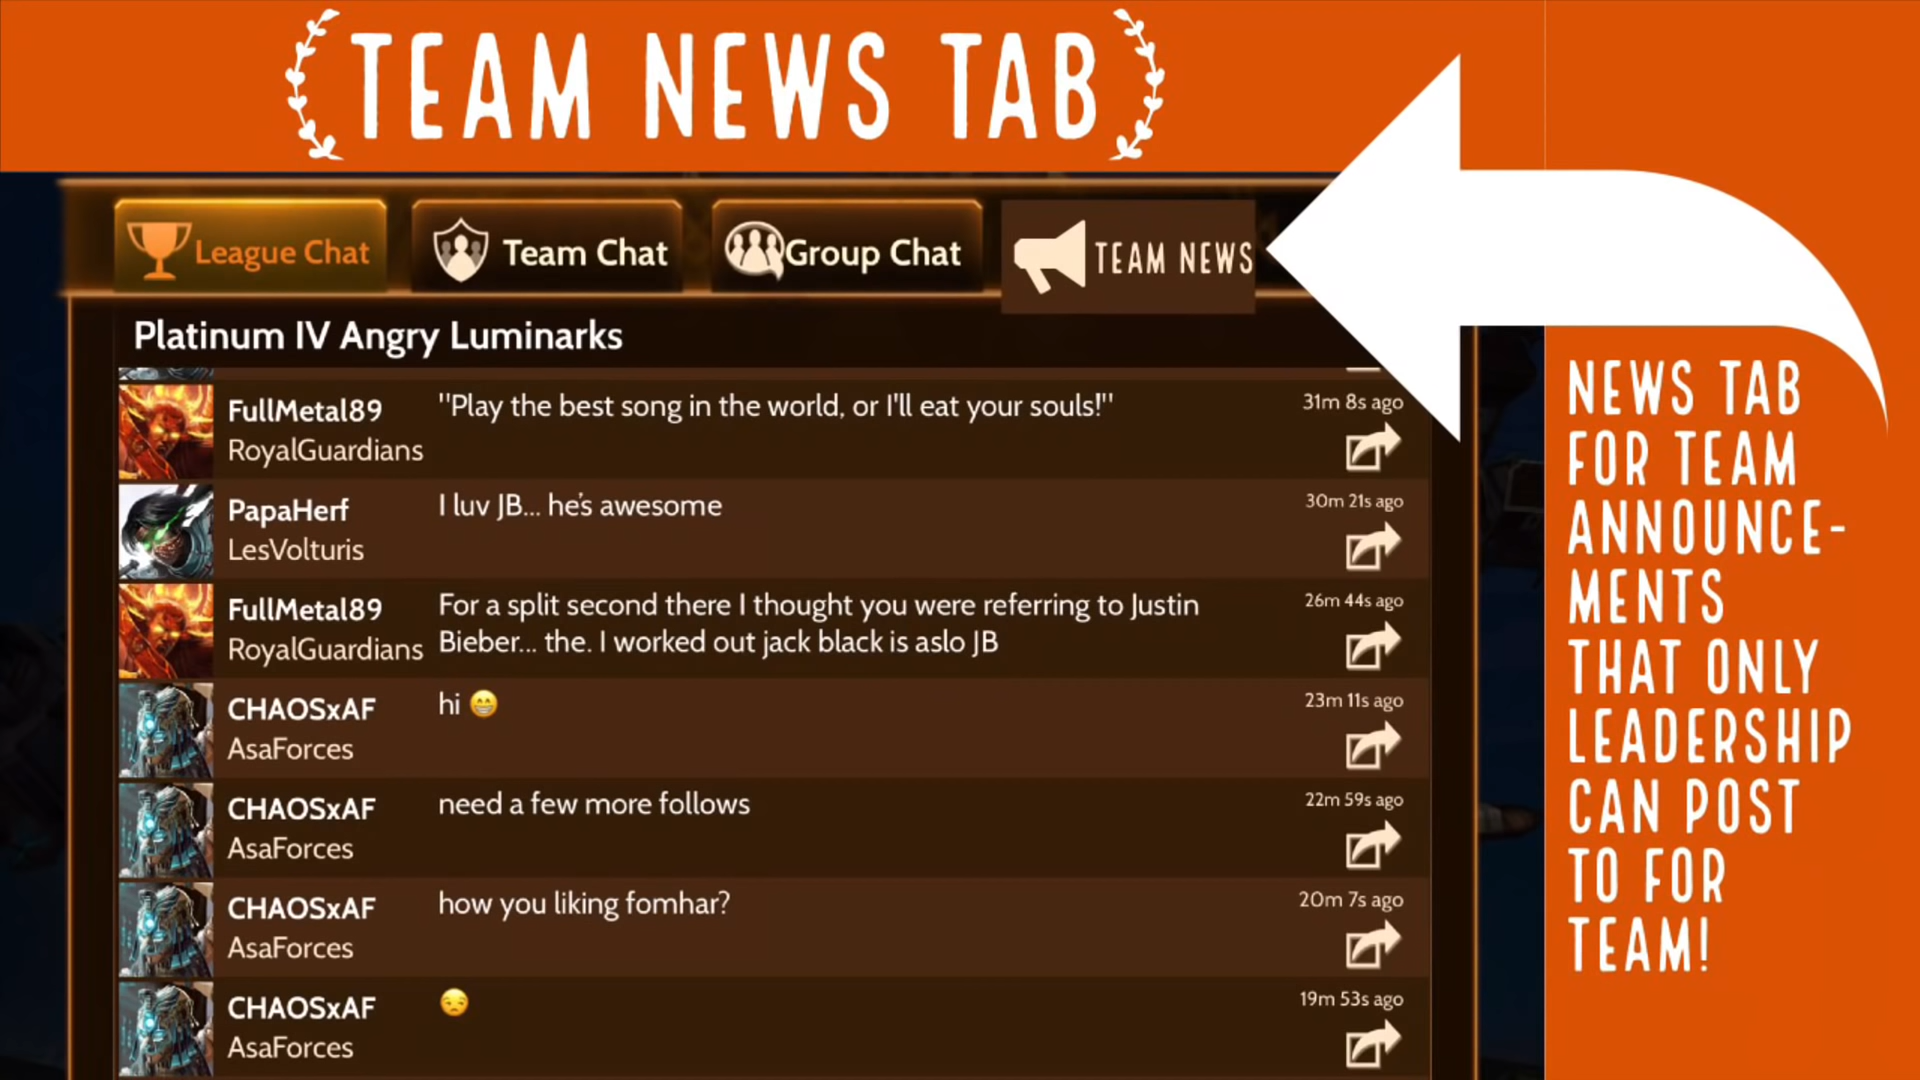 TEAM NEWS TAB
League Chat
Team Chat
Group Chat
TEAM NEWS
Platinum IV Angry Luminarks
FullMetal89
RoyalGuardians
"Play the best song in the world, or I'll eat your souls!"
31m 8s ago
PapaHerf
LesVolturis
I luv JB... he's awesome
30m 21s ago
FullMetal89
RoyalGuardians
For a split second there I thought you were referring to Justin
Bieber... the. I worked out jack black is aslo JB
26m 44s ago
CHAOSxAF
AsaForces
hi 😁
23m 11s ago
CHAOSxAF
AsaForces
need a few more follows
22m 59s ago
CHAOSxAF
AsaForces
how you liking fomhar?
20m 7s ago
CHAOSxAF
AsaForces
😒
19m 53s ago
NEWS TAB
FOR TEAM
ANNOUNCE-
MENTS
THAT ONLY
LEADERSHIP
CAN POST
TO FOR
TEAM!